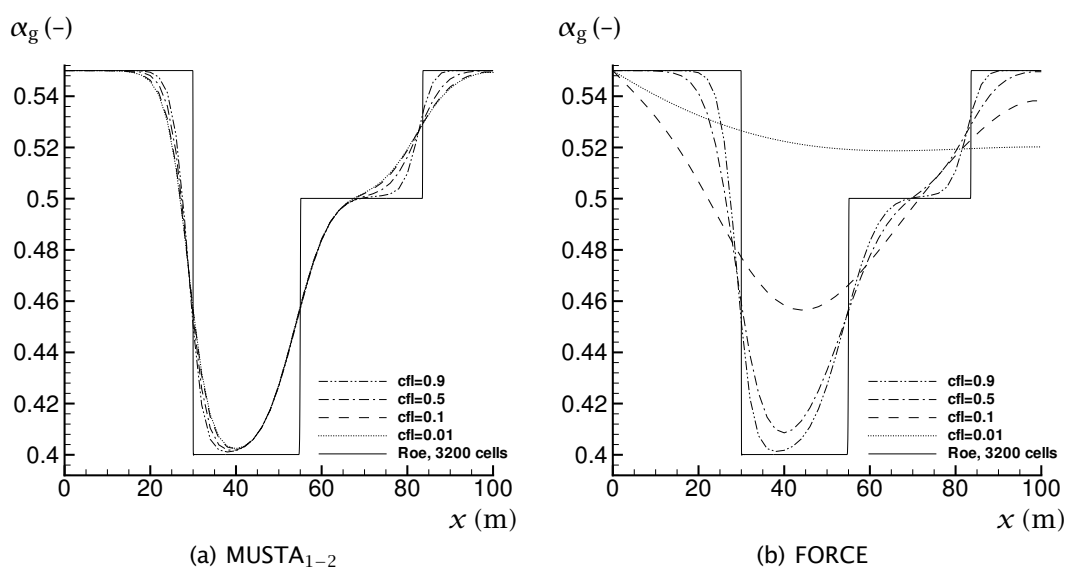 α_g (–)
0.54
0.52
0.5
0.48
0.46
0.44
0.42
0.4
cfl=0.9
cfl=0.5
cfl=0.1
cfl=0.01
Roe, 3200 cells
0 20 40 60 80 100
x (m)
(a) MUSTA₁₋₂
α_g (–)
0.54
0.52
0.5
0.48
0.46
0.44
0.42
0.4
cfl=0.9
cfl=0.5
cfl=0.1
cfl=0.01
Roe, 3200 cells
0 20 40 60 80 100
x (m)
(b) FORCE